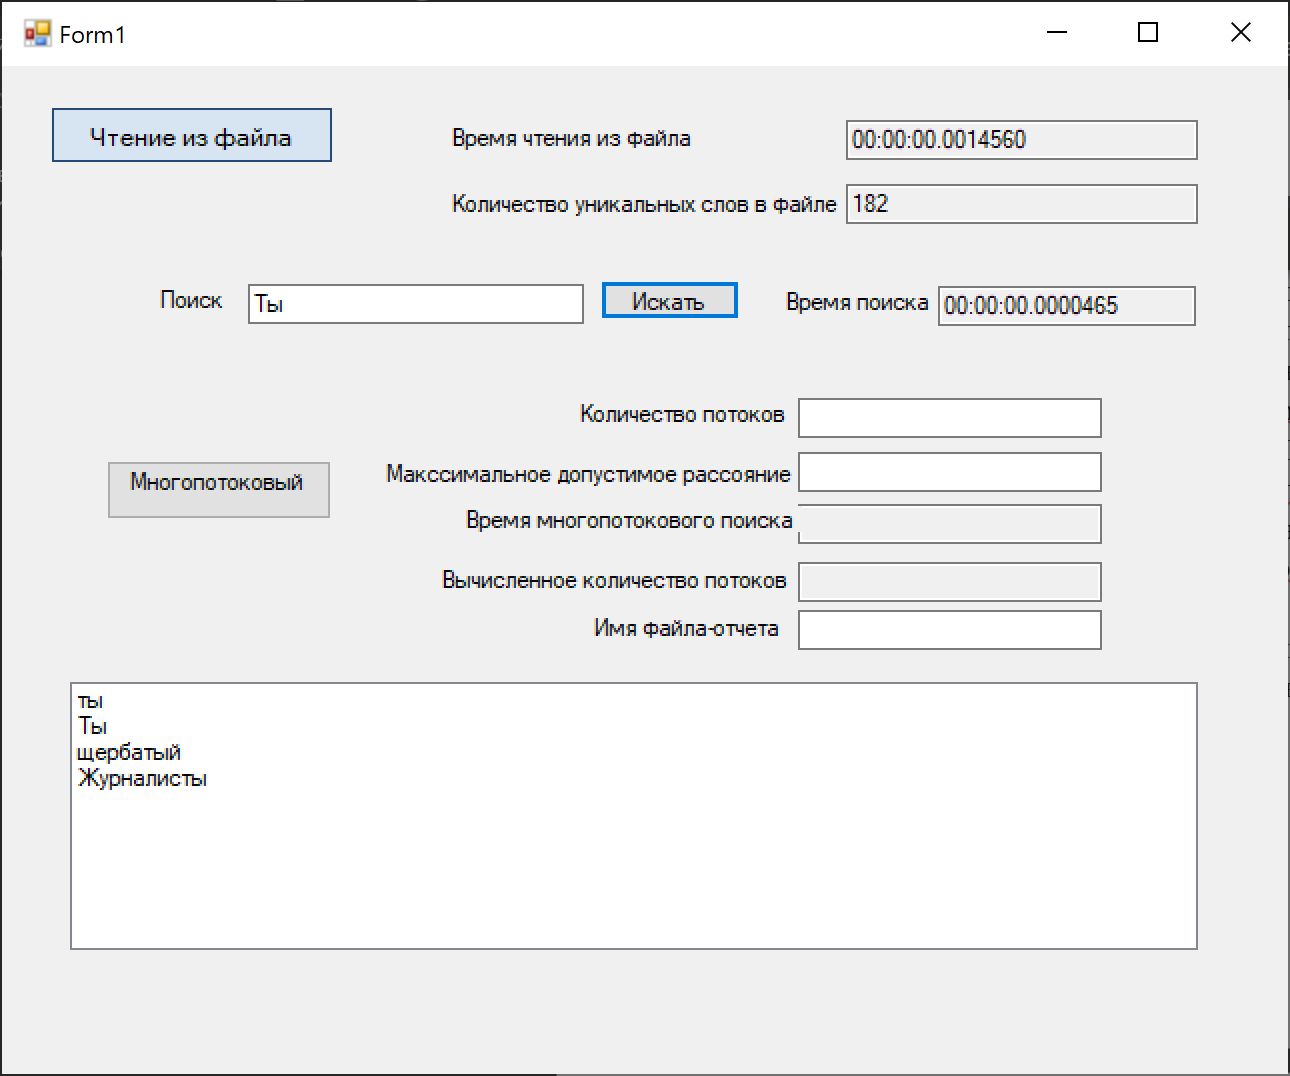 Form1
Чтение из файла
Время чтения из файла
00:00:00.0014560
Количество уникальных слов в файле
182
Поиск
Ты
Искать
Время поиска
00:00:00.0000465
Количество потоков
Многопотоковый
Макссимальное допустимое рассояние
Время многопотокового поиска
Вычисленное количество потоков
Имя файла-отчета
ты
Ты
щербатый
Журналисты